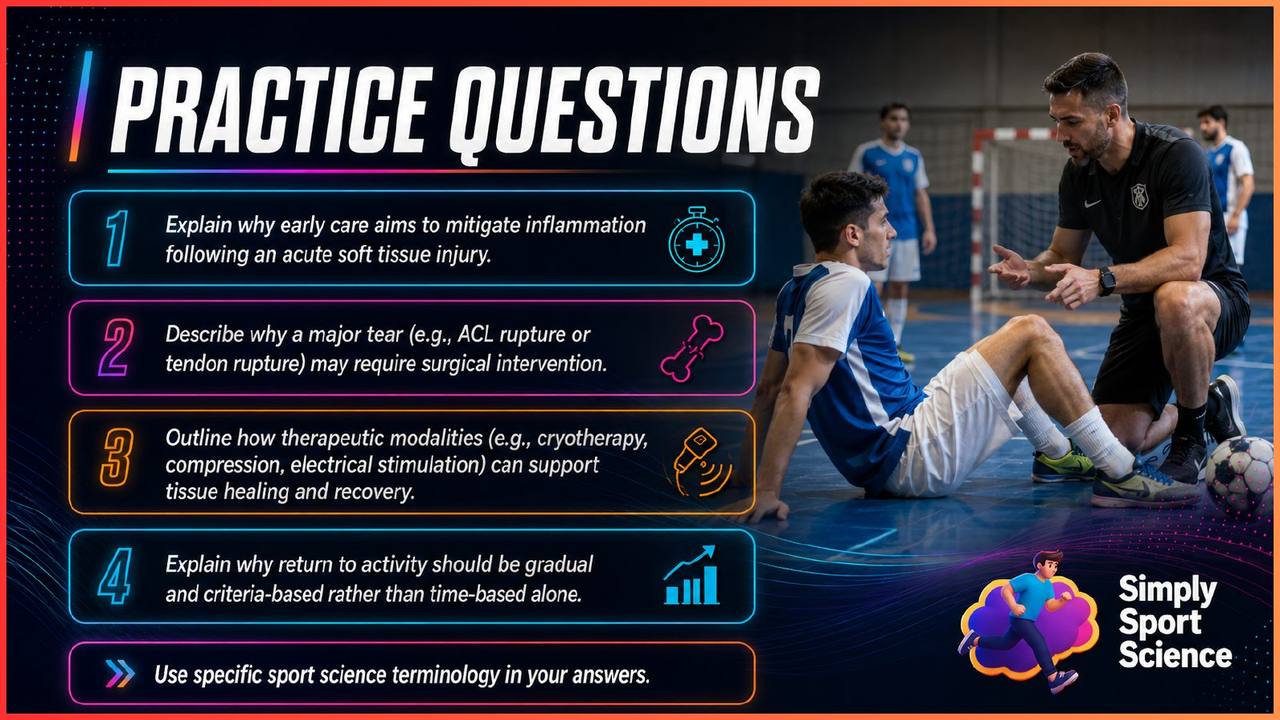 PRACTICE QUESTIONS
1
Explain why early care aims to mitigate inflammation
following an acute soft tissue injury.
2
Describe why a major tear (e.g., ACL rupture or
tendon rupture) may require surgical intervention.
3
Outline how therapeutic modalities (e.g., cryotherapy,
compression, electrical stimulation) can support
tissue healing and recovery.
4
Explain why return to activity should be gradual
and criteria-based rather than time-based alone.
Use specific sport science terminology in your answers.
Simply
Sport
Science